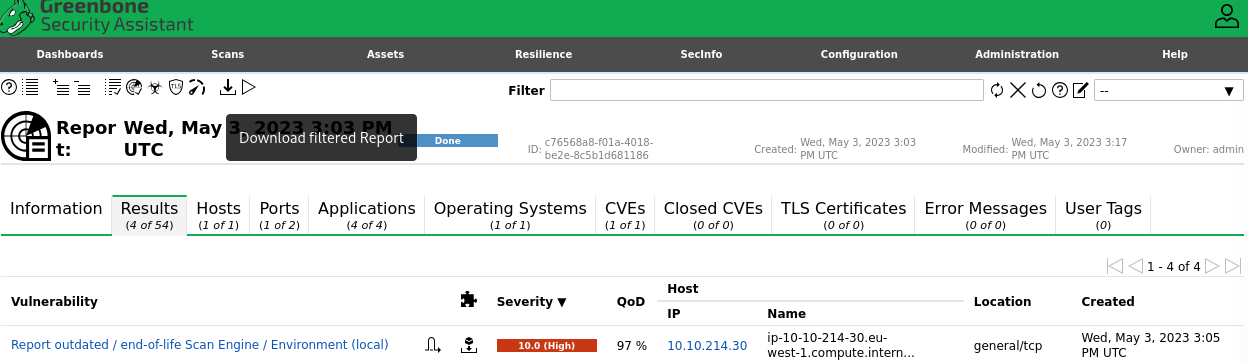 Greenbone
Security Assistant
Dashboards Scans Assets Resilience SecInfo Configuration Administration Help
TLS Filter --
Report: Wed, May 3, 2023 3:03 PM UTC
Download filtered Report
Done
ID: c76568a8-f01a-4018-be2e-8c5b1d681186
Created: Wed, May 3, 2023 3:03 PM UTC
Modified: Wed, May 3, 2023 3:17 PM UTC
Owner: admin
Information Results Hosts Ports Applications Operating Systems CVEs Closed CVEs TLS Certificates Error Messages User Tags
(4 of 54) (1 of 1) (1 of 2) (4 of 4) (1 of 1) (1 of 1) (0 of 0) (0 of 0) (0 of 0) (0)
1 - 4 of 4
Vulnerability Severity ▼ QoD Host Location Created
IP Name
Report outdated / end-of-life Scan Engine / Environment (local) 10.0 (High) 97 % 10.10.214.30 ip-10-10-214-30.eu-west-1.compute.intern... general/tcp Wed, May 3, 2023 3:05 PM UTC